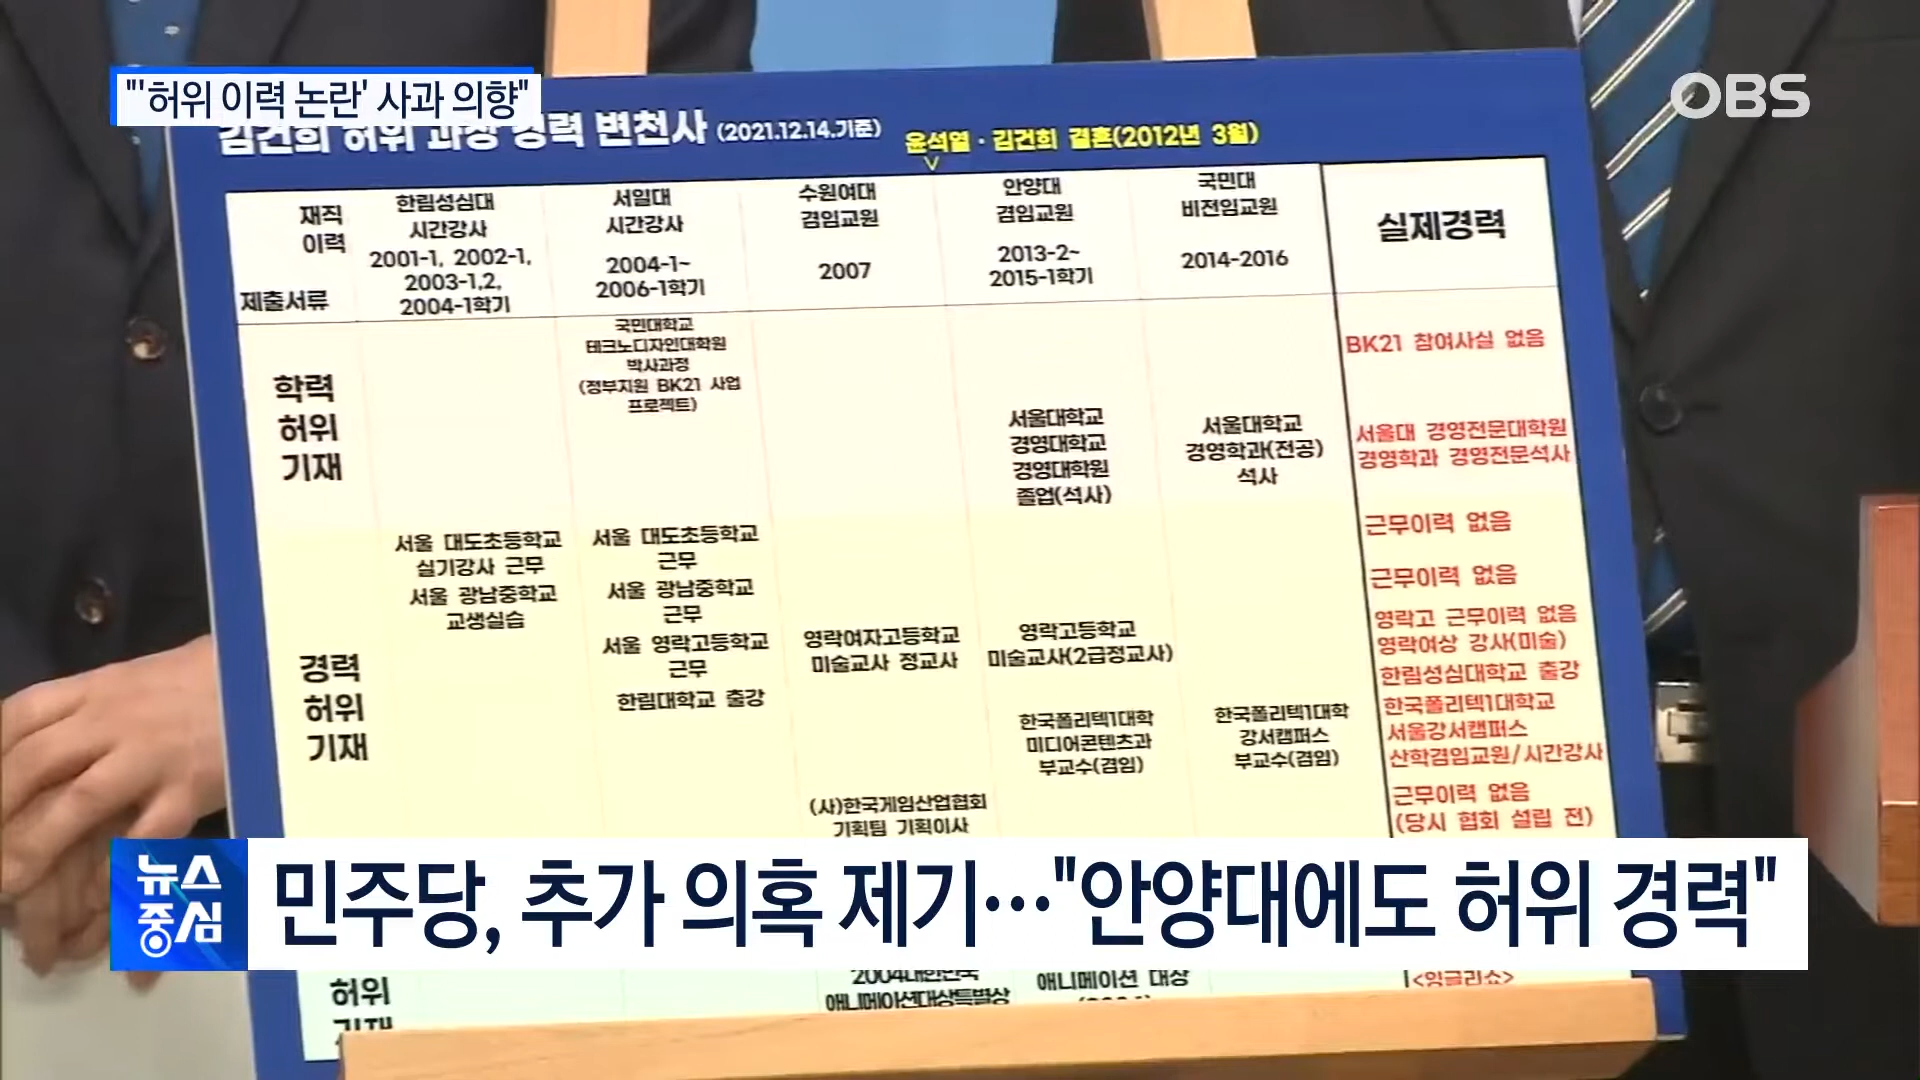 "'허위 이력 논란' 사과 의향"
OBS
김건희 허위 과장 경력 변천사 (2021.12.14.기준)
윤석열·김건희 결혼(2012년 3월)
재직
이력
제출서류
한림성심대
시간강사
2001-1, 2002-1,
2003-1,2,
2004-1학기
서일대
시간강사
2004-1~
2006-1학기
수원여대
겸임교원
2007
안양대
겸임교원
2013-2~
2015-1학기
국민대
비전임교원
2014-2016
실제경력
학력
허위
기재
국민대학교
테크노디자인대학원
박사과정
(정부지원 BK21 사업
프로젝트)
서울대학교
경영대학교
경영대학원
졸업(석사)
서울대학교
경영학과(전공)
석사
BK21 참여사실 없음
서울대 경영전문대학원
경영학과 경영전문석사
경력
허위
기재
서울 대도초등학교
실기강사 근무
서울 광남중학교
교생실습
서울 대도초등학교
근무
서울 광남중학교
근무
서울 영락고등학교
근무
한림대학교 출강
영락여자고등학교
미술교사 정교사
(사)한국게임산업협회
기획팀 기획이사
영락고등학교
미술교사(2급정교사)
한국폴리텍1대학
미디어콘텐츠과
부교수(겸임)
한국폴리텍1대학
강서캠퍼스
부교수(겸임)
근무이력 없음
근무이력 없음
영락고 근무이력 없음
영락여상 강사(미술)
한림성심대학교 출강
한국폴리텍1대학교
서울강서캠퍼스
산학겸임교원/시간강사
근무이력 없음
(당시 협회 설립 전)
뉴스
중심
민주당, 추가 의혹 제기…"안양대에도 허위 경력"
허위
기재
2004대한민국
애니메이션대상특별상
애니메이션 대상
<잉글리쇼>